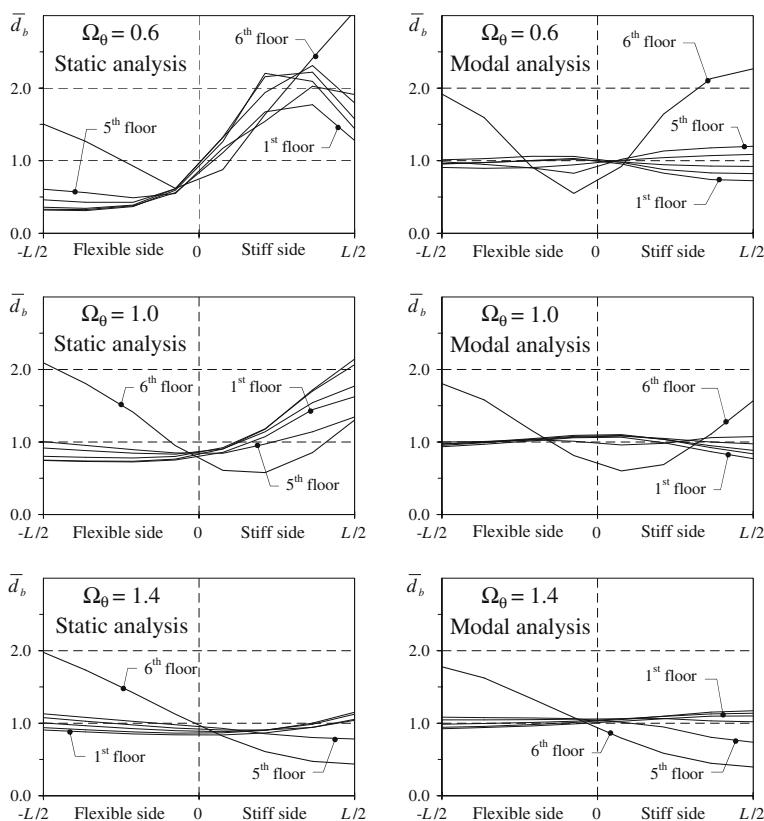 d̅b
Ωθ = 0.6
Static analysis
6th floor
5th floor
1st floor
3.0
2.0
1.0
0.0
-L/2 Flexible side 0 Stiff side L/2
d̅b
Ωθ = 0.6
Modal analysis
6th floor
5th floor
1st floor
2.0
1.0
0.0
-L/2 Flexible side 0 Stiff side L/2
d̅b
Ωθ = 1.0
Static analysis
6th floor
1st floor
5th floor
2.0
1.0
0.0
-L/2 Flexible side 0 Stiff side L/2
d̅b
Ωθ = 1.0
Modal analysis
6th floor
1st floor
2.0
1.0
0.0
-L/2 Flexible side 0 Stiff side L/2
d̅b
Ωθ = 1.4
Static analysis
6th floor
1st floor
5th floor
2.0
1.0
0.0
-L/2 Flexible side 0 Stiff side L/2
d̅b
Ωθ = 1.4
Modal analysis
1st floor
6th floor
5th floor
2.0
1.0
0.0
-L/2 Flexible side 0 Stiff side L/2